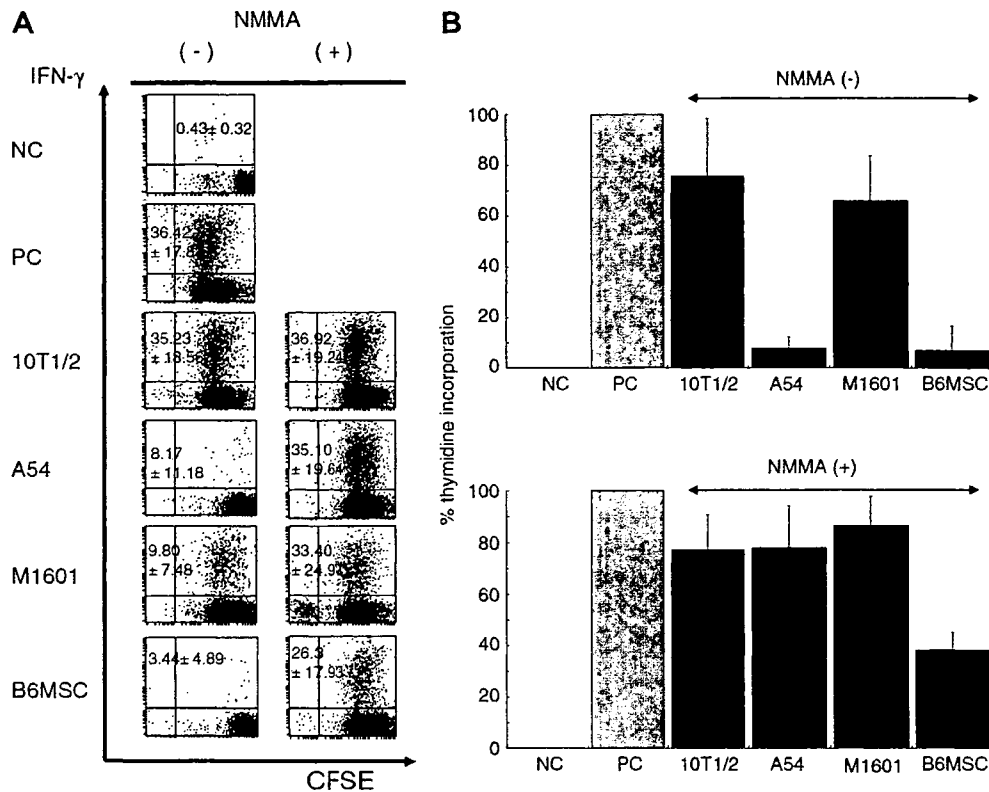 A
NMMA
( - ) ( + )
IFN-γ
NC
0.43± 0.32
PC
36.42
± 17.8
10T1/2
35.23
± 18.56
36.92
± 19.24
A54
8.17
± 11.18
35.10
± 19.64
M1601
9.80
± 7.48
33.40
± 24.97
B6MSC
3.44± 4.89
26.3
± 17.93
CFSE
B
% thymidine incorporation
NMMA (-)
100
80
60
40
20
0
NC PC 10T1/2 A54 M1601 B6MSC
NMMA (+)
100
80
60
40
20
0
NC PC 10T1/2 A54 M1601 B6MSC